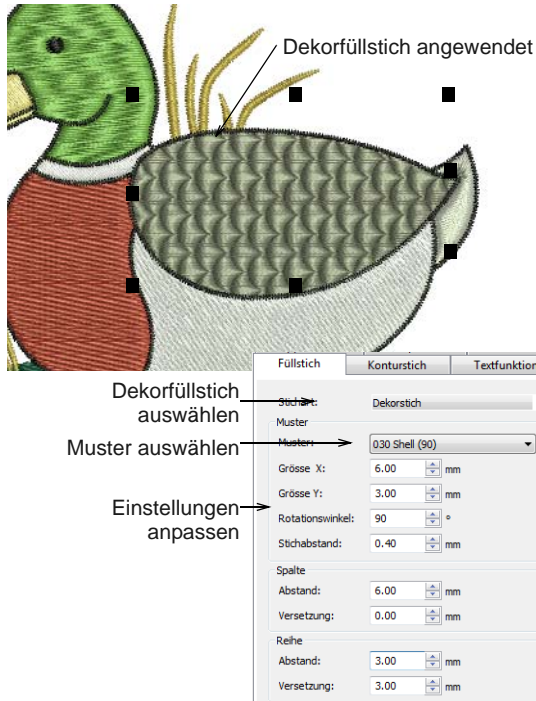 Dekorfüllstich angewendet
Füllstich Konturstich Textfunktion
Dekorfüllstich
auswählen
Stichart: Dekorstich
Muster
Muster auswählen
Muster: 030 Shell (90)
Grösse X: 6.00 mm
Grösse Y: 3.00 mm
Einstellungen
anpassen
Rotationswinkel: 90 °
Stichabstand: 0.40 mm
Spalte
Abstand: 6.00 mm
Versetzung: 0.00 mm
Reihe
Abstand: 3.00 mm
Versetzung: 3.00 mm